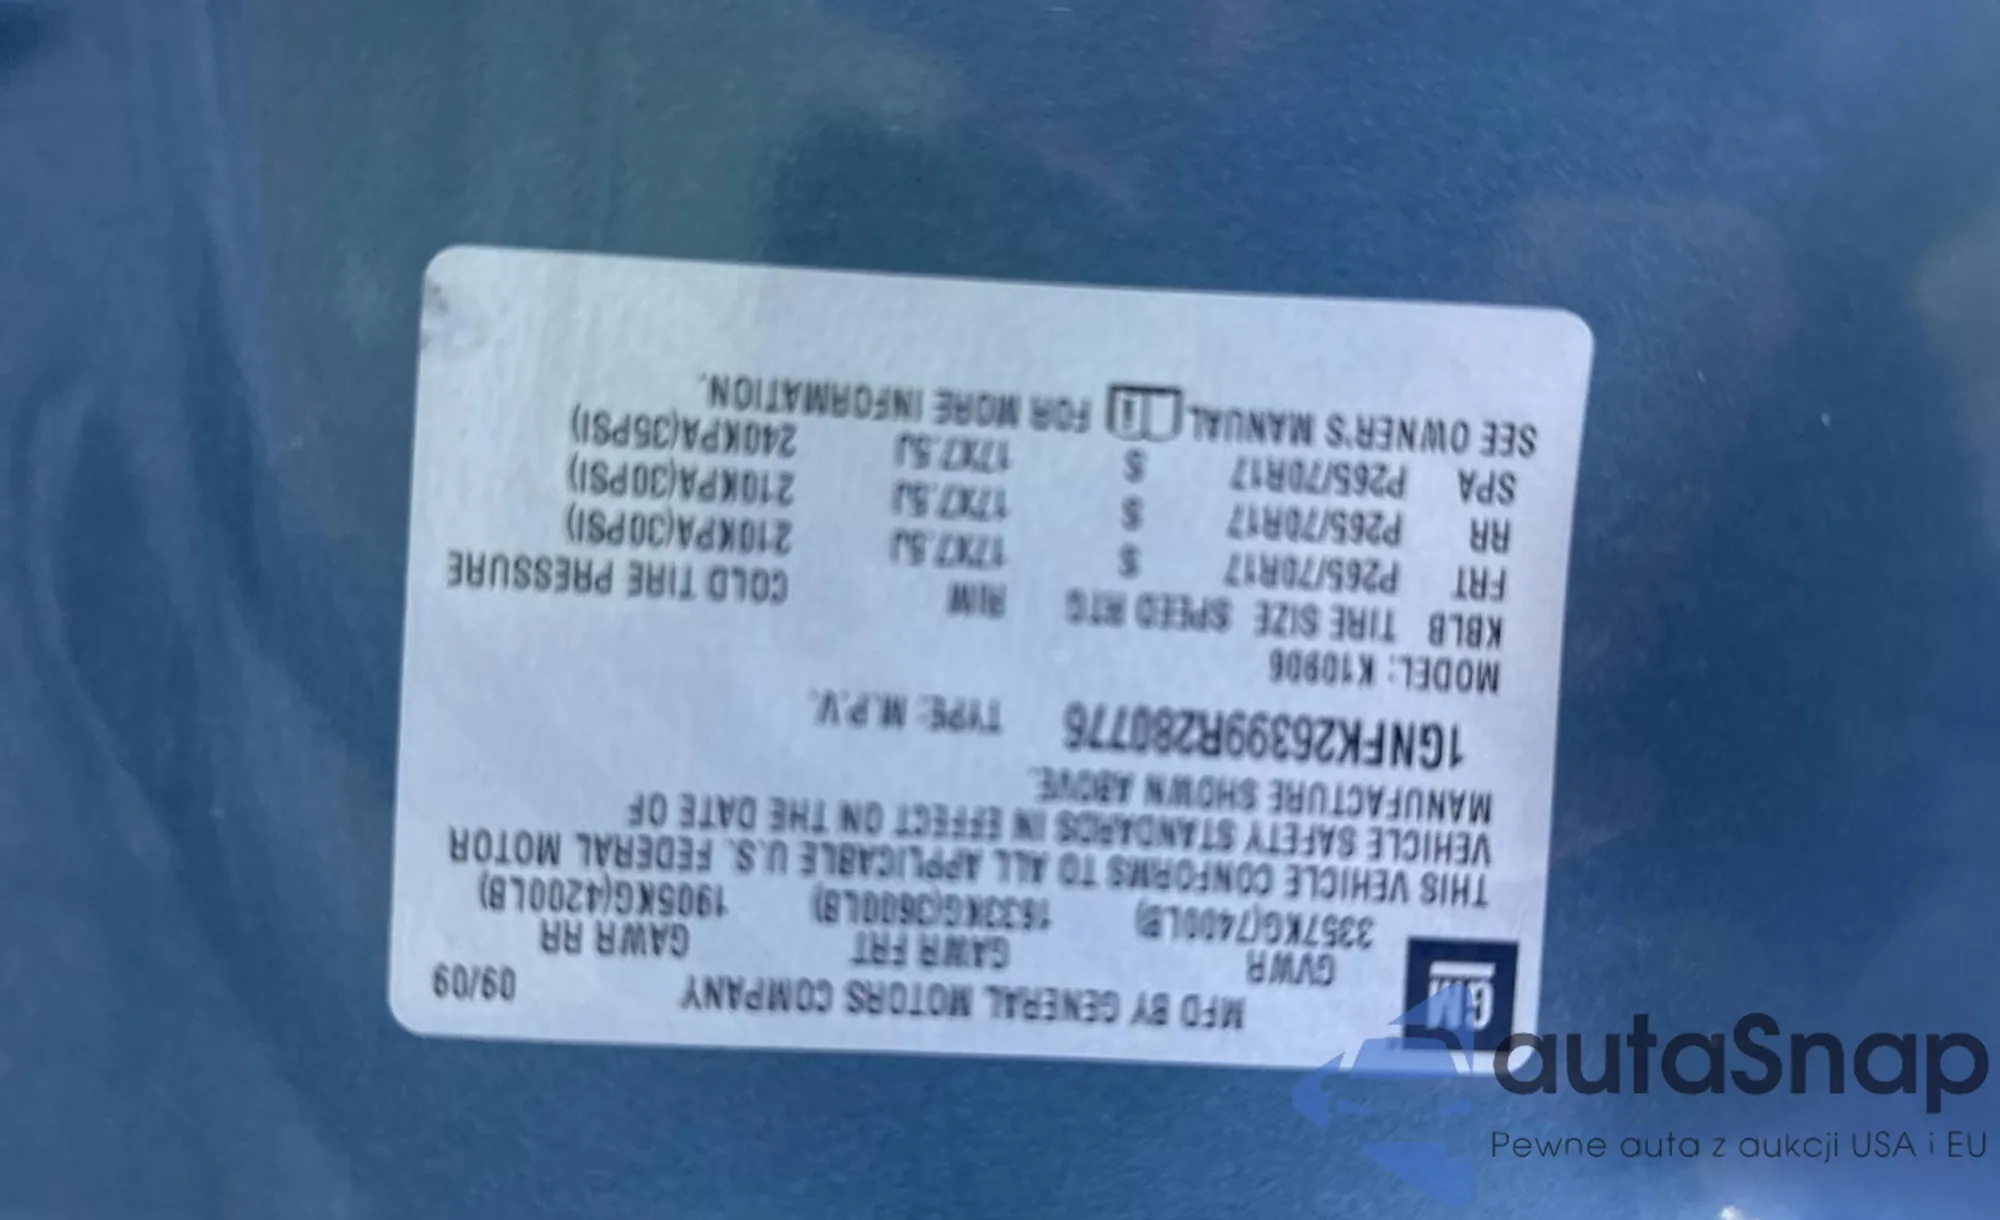 MFD BY GENERAL MOTORS COMPANY 09/09
GM
GVWR GAWR FRT GAWR RR
3357KG(7400LB) 1633KG(3600LB) 1905KG(4200LB)
THIS VEHICLE CONFORMS TO ALL APPLICABLE U.S. FEDERAL MOTOR
VEHICLE SAFETY STANDARDS IN EFFECT ON THE DATE OF
MANUFACTURE SHOWN ABOVE.
1GNFK26399R280776 TYPE: M.P.V.
MODEL: K10906
KBLB TIRE SIZE SPEED RTG RIM COLD TIRE PRESSURE
FRT P265/70R17 S 17X7.5J 210KPA(30PSI)
RR P265/70R17 S 17X7.5J 210KPA(30PSI)
SPA P265/70R17 S 17X7.5J 240KPA(35PSI)
SEE OWNER'S MANUAL FOR MORE INFORMATION.
autaSnap
Pewne auta z aukcji USA i EU